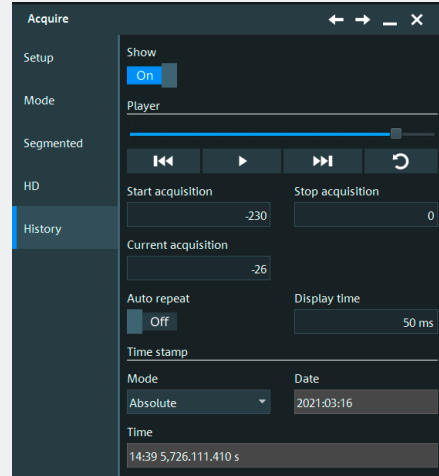 Acquire
Setup
Mode
Segmented
HD
History
Show
On
Player
Start acquisition
Stop acquisition
-230
0
Current acquisition
-26
Auto repeat
Display time
Off
50 ms
Time stamp
Mode
Date
Absolute
2021:03:16
Time
14:39 5,726.111.410 s